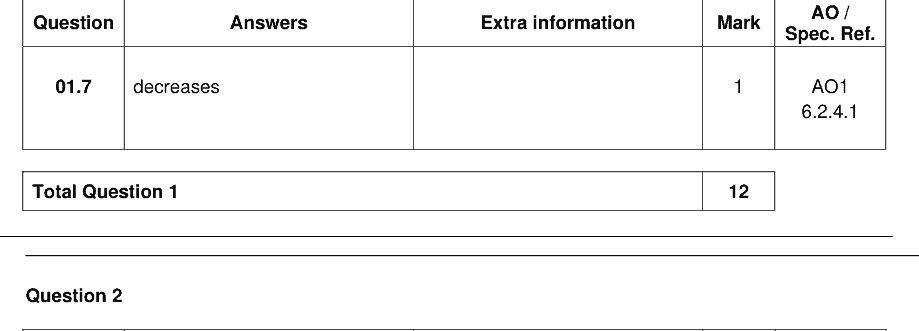 Question Answers Extra information Mark AO / Spec. Ref.
01.7 decreases 1 AO1
6.2.4.1
Total Question 1 12
Question 2